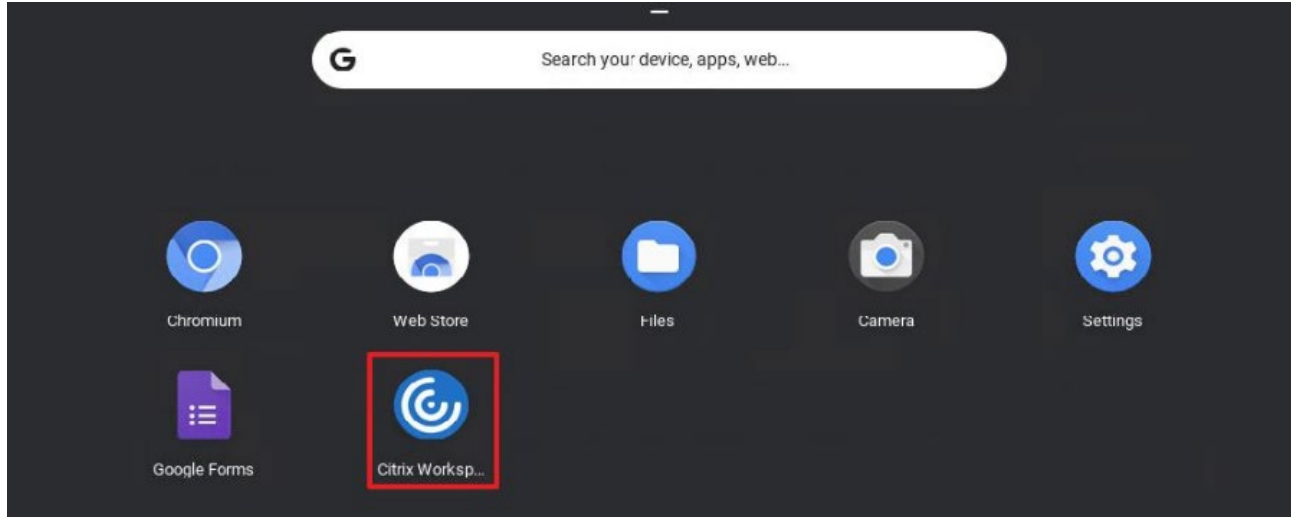 Search your device, apps, web...
Chromium
Web Store
Files
Camera
Settings
Google Forms
Citrix Worksp...